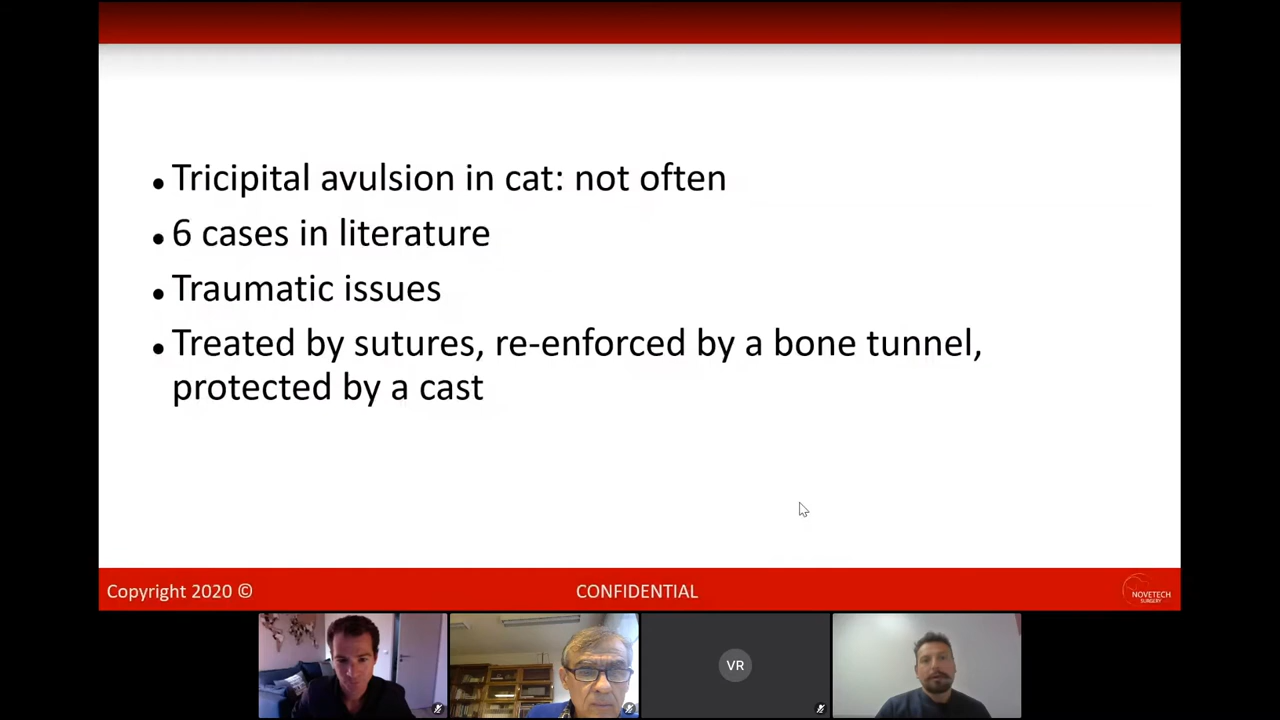 Tricipital avulsion in cat: not often
6 cases in literature
Traumatic issues
Treated by sutures, re-enforced by a bone tunnel,
protected by a cast
Copyright 2020 ©
CONFIDENTIAL
NOVETECH
SURGERY
VR